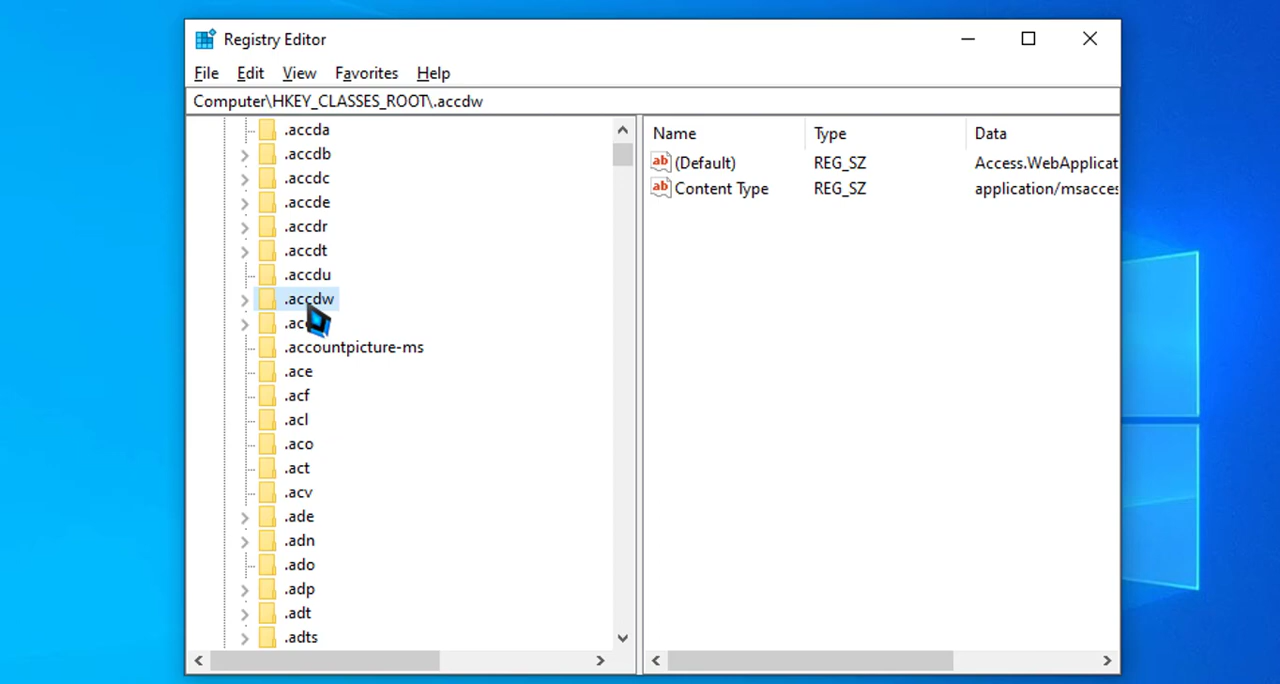 Registry Editor
File Edit View Favorites Help
Computer\HKEY_CLASSES_ROOT\.accdw
.accda
.accdb
.accdc
.accde
.accdr
.accdt
.accdu
.accdw
.accountpicture-ms
.ace
.acf
.acl
.aco
.act
.acv
.ade
.adn
.ado
.adp
.adt
.adts
Name Type Data
ab (Default) REG_SZ Access.WebApplicat
ab Content Type REG_SZ application/msacces